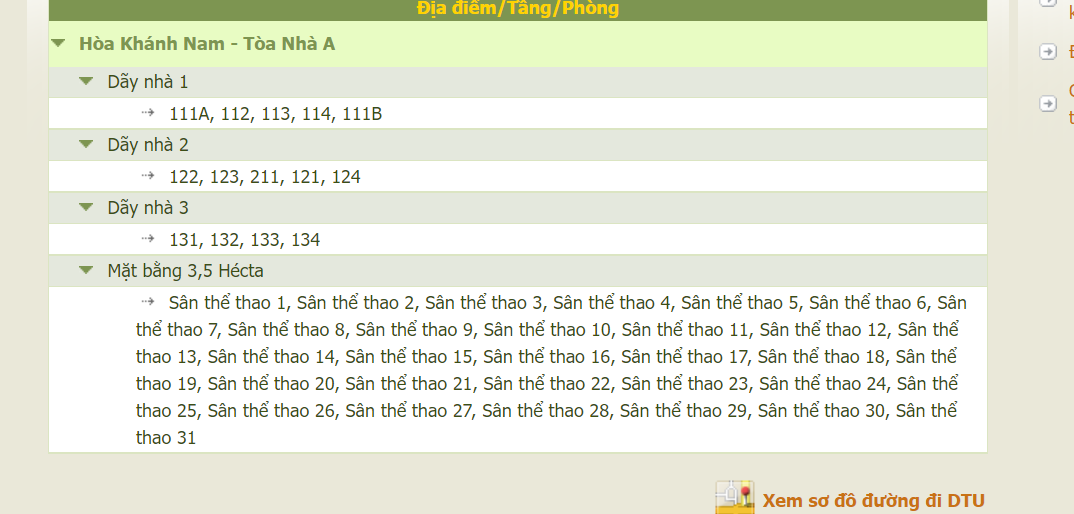 Địa điểm/Tầng/Phòng
Hòa Khánh Nam - Tòa Nhà A
Dãy nhà 1
111A, 112, 113, 114, 111B
Dãy nhà 2
122, 123, 211, 121, 124
Dãy nhà 3
131, 132, 133, 134
Mặt bằng 3,5 Hécta
Sân thể thao 1, Sân thể thao 2, Sân thể thao 3, Sân thể thao 4, Sân thể thao 5, Sân thể thao 6, Sân
thể thao 7, Sân thể thao 8, Sân thể thao 9, Sân thể thao 10, Sân thể thao 11, Sân thể thao 12, Sân thể
thao 13, Sân thể thao 14, Sân thể thao 15, Sân thể thao 16, Sân thể thao 17, Sân thể thao 18, Sân thể
thao 19, Sân thể thao 20, Sân thể thao 21, Sân thể thao 22, Sân thể thao 23, Sân thể thao 24, Sân thể
thao 25, Sân thể thao 26, Sân thể thao 27, Sân thể thao 28, Sân thể thao 29, Sân thể thao 30, Sân thể
thao 31
Xem sơ đồ đường đi DTU